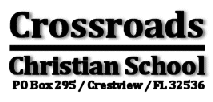 Crossroads
Christian School
PO Box 295 / Crestview / FL 32536